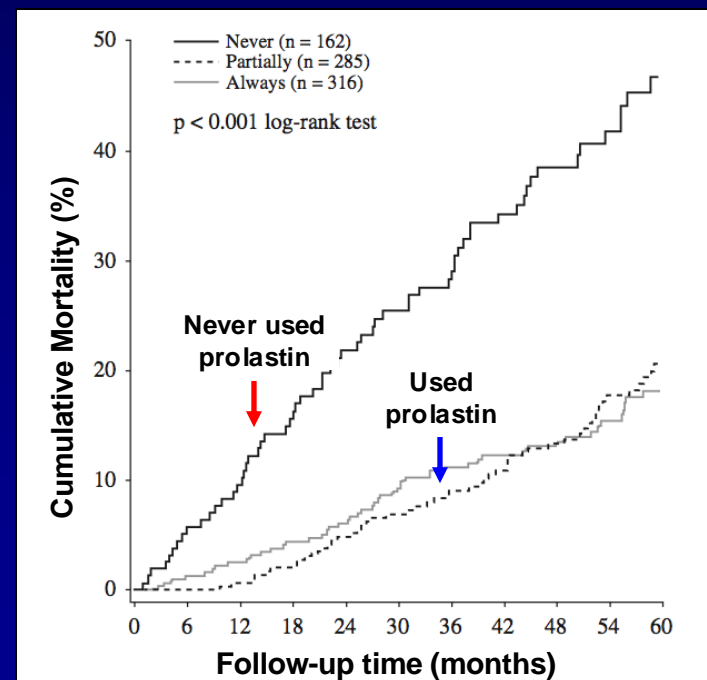 50
40
30
20
10
0
Cumulative Mortality (%)
Never (n = 162)
Partially (n = 285)
Always (n = 316)
p < 0.001 log-rank test
Never used
prolastin
Used
prolastin
0 6 12 18 24 30 36 42 48 54 60
Follow-up time (months)